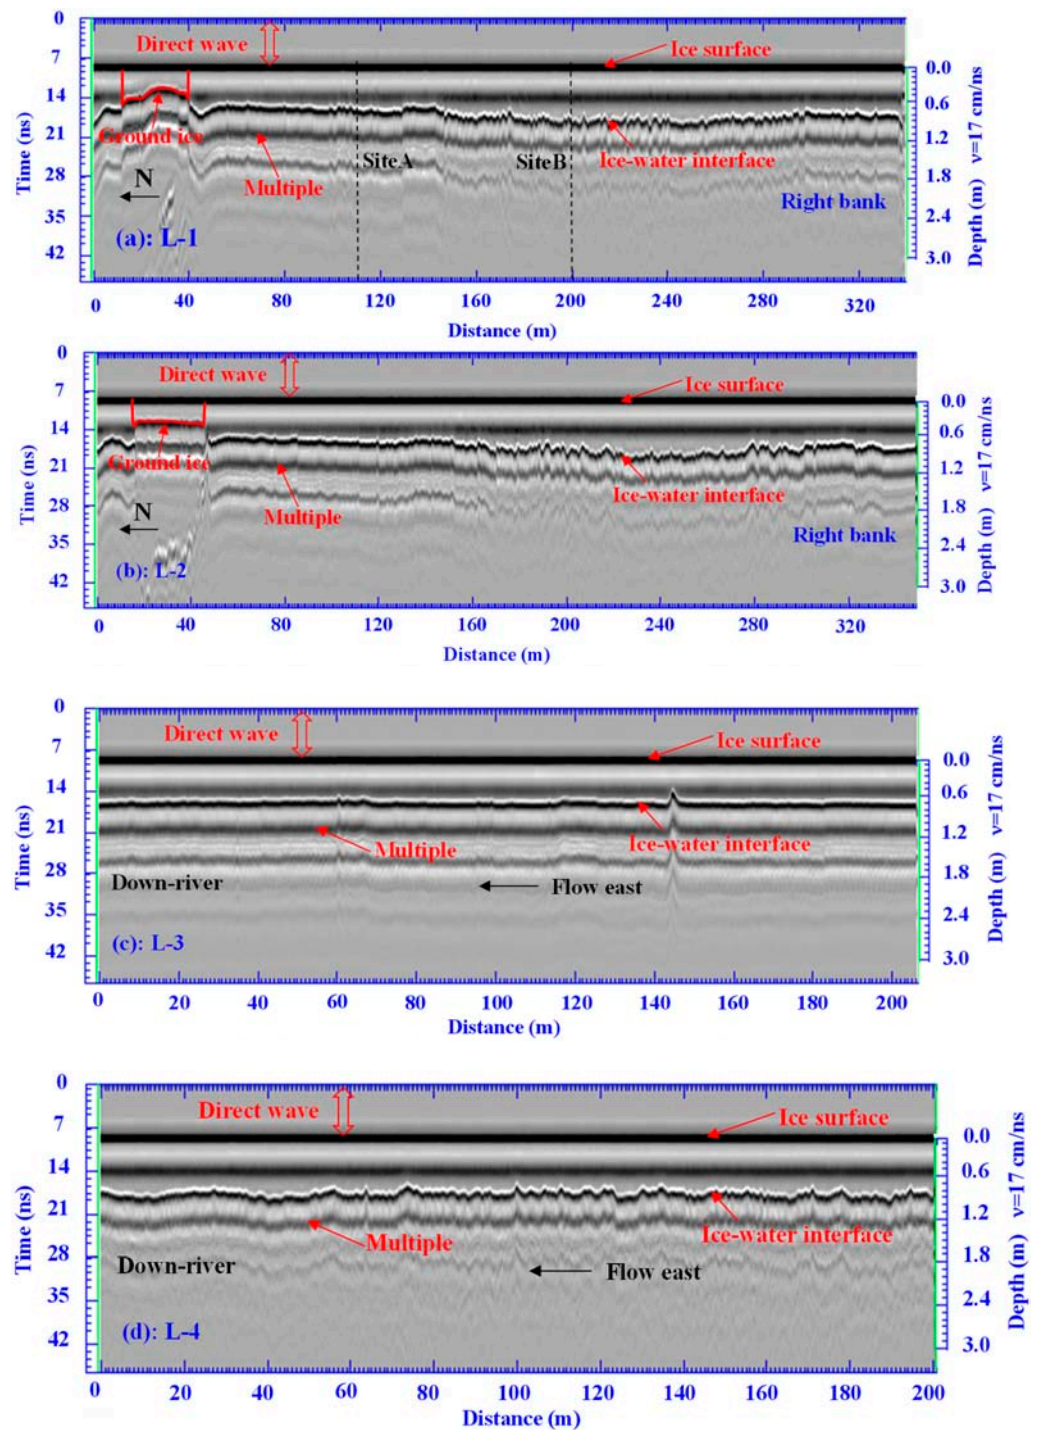 0
Direct wave
Ice surface
7
0.0
14
0.6
Ground ice
21
1.2
SiteA
SiteB
Ice-water interface
28
N
Multiple
1.8
Right bank
35
2.4
(a): L-1
42
3.0
Time (ns)
Depth (m) v=17 cm/ns
0 40 80 120 160 200 240 280 320
Distance (m)
0
Direct wave
Ice surface
7
0.0
14
0.6
Ground ice
21
1.2
Ice-water interface
28
N
Multiple
1.8
Right bank
35
2.4
(b): L-2
42
3.0
Time (ns)
Depth (m) v=17 cm/ns
0 40 80 120 160 200 240 280 320
Distance (m)
0
Direct wave
Ice surface
7
0.0
14
0.6
21
1.2
Multiple
Ice-water interface
28
1.8
Down-river
Flow east
35
2.4
(c): L-3
42
3.0
Time (ns)
Depth (m) v=17 cm/ns
0 20 40 60 80 100 120 140 160 180 200
Distance (m)
0
Direct wave
Ice surface
7
0.0
14
0.6
21
1.2
Multiple
Ice-water interface
28
1.8
Down-river
Flow east
35
2.4
(d): L-4
42
3.0
Time (ns)
Depth (m) v=17 cm/ns
0 20 40 60 80 100 120 140 160 180 200
Distance (m)